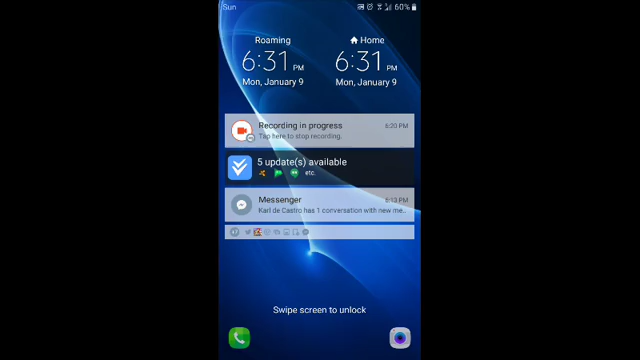 Sun
60%
Roaming
Home
6:31 PM
6:31 PM
Mon, January 9
Mon, January 9
Recording in progress
6:20 PM
Tap here to stop recording.
5 update(s) available
etc.
Messenger
6:13 PM
Karl de Castro has 1 conversation with new me...
Swipe screen to unlock